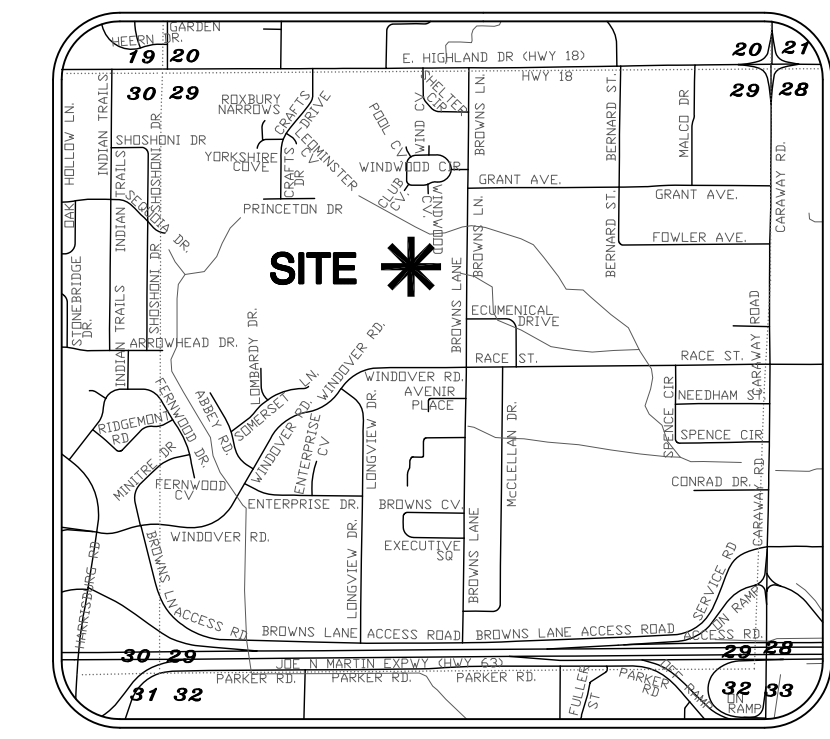 GARDEN
HEERN DR.
19 20
20 21
E. HIGHLAND DR (HWY 18)
HWY 18
30 29
29 28
HOLLOW LN.
INDIAN TRAILS
ROXBURY
NARROWS
CRAFTS
DRIVE
POOL CV.
WIND CV.
SHELTER
CIR.
BROWNS LN.
BERNARD ST.
MALCO DR
CARAWAY RD.
SHOSHONI DR
SHOSHONI DR.
YORKSHIRE
COVE
CRAFTS
DR
LEOMINSTER
CV
WINDWOOD CIR.
CLUB
CV.
WINDWOOD
CV.
GRANT AVE.
GRANT AVE.
OAK
INDIAN TRAILS
SEQUOIA DR.
PRINCETON DR
BROWNS LN.
BERNARD ST.
FOWLER AVE.
SITE
STONEBRIDGE
DR.
SHOSHONI DR.
INDIAN TRAILS
BROWNS LANE
ECUMENICAL
DRIVE
CARAWAY ROAD
ARROWHEAD DR.
LOMBARDY DR.
WINDOVER RD.
RACE ST.
RACE ST.
WINDOVER RD.
AVENIR
PLACE
FERNWOOD DR.
ABBEY RD.
SOMERSET LN.
WINDOVER RD.
ENTERPRISE
CV
LONGVIEW DR.
McCLELLAN DR.
SPENCE CIR
NEEDHAM ST.
SPENCE CIR
RIDGEMONT
RD
MINITRE DR
FERNWOOD
CV
CONRAD DR.
CARAWAY RD
ENTERPRISE DR.
BROWNS CV.
EXECUTIVE
SQ
WINDOVER RD.
LONGVIEW DR.
BROWNS LANE
HARRISBURG RD
BROWNS LN
ACCESS RD
SERVICE RD
ON RAMP
BROWNS LANE ACCESS ROAD
BROWNS LANE ACCESS ROAD
ACCESS RD.
30 29
29 28
JOE N MARTIN EXPWY (HWY 63)
PARKER RD.
PARKER RD.
PARKER RD.
FULLER
ST
PARKER
RD
OFF RAMP
ON
RAMP
31 32
32 33